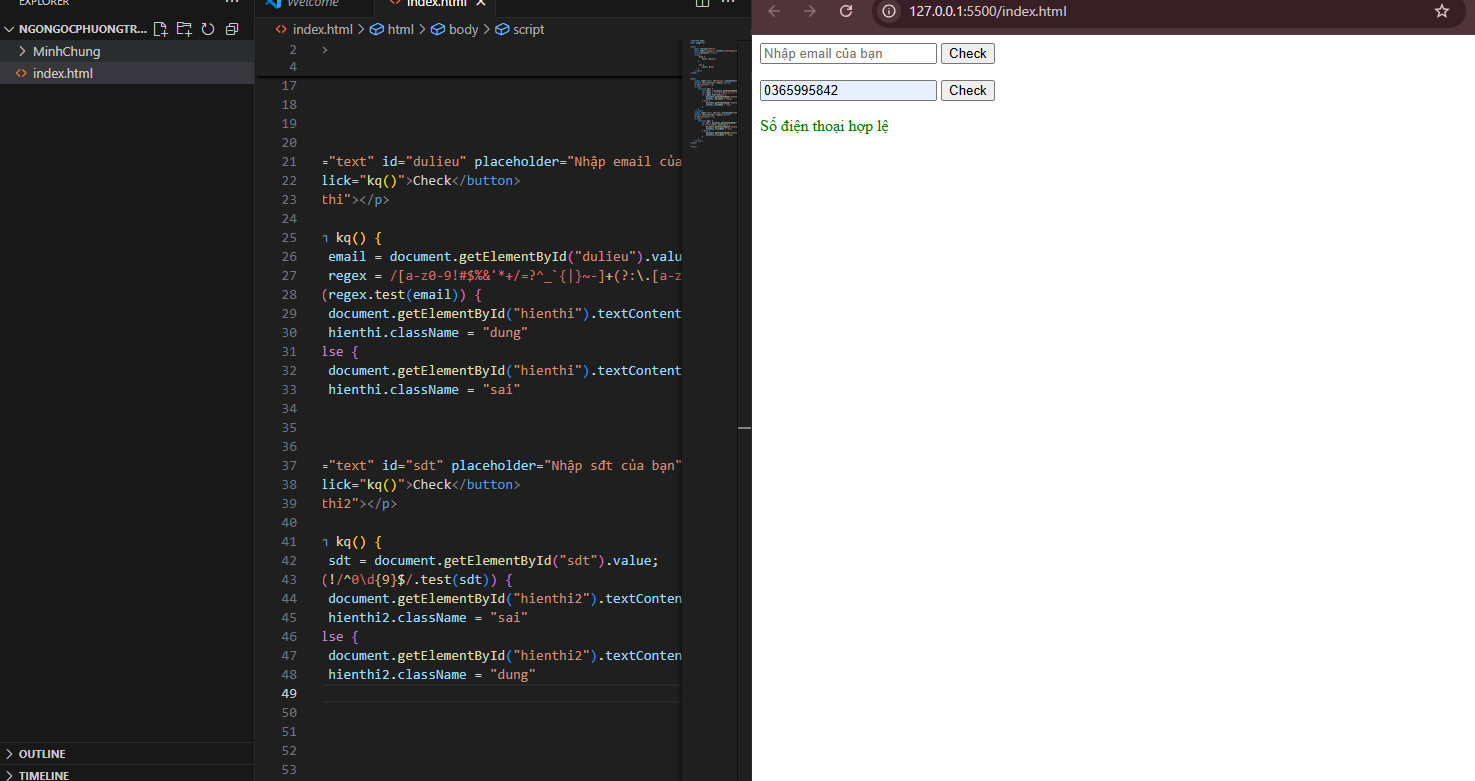 EXPLORER
NGONGOCPHUONGTR...
MinhChung
index.html
OUTLINE
TIMELINE
Welcome
index.html
index.html > html > body > script
2 >
4
17
18
19
20
21 ="text" id="dulieu" placeholder="Nhập email củ
22 lick="kq()">Check</button>
23 thi"></p>
24
25 n kq() {
26 email = document.getElementById("dulieu").valu
27 regex = /[a-z0-9!#$%&'*+/=?^_`{|}~-]+(?:\.[a-z
28 (regex.test(email)) {
29 document.getElementById("hienthi").textContent
30 hienthi.className = "dung"
31 lse {
32 document.getElementById("hienthi").textContent
33 hienthi.className = "sai"
34
35
36
37 ="text" id="sdt" placeholder="Nhập sđt của bạn"
38 lick="kq()">Check</button>
39 thi2"></p>
40
41 n kq() {
42 sdt = document.getElementById("sdt").value;
43 (!/^0\d{9}$/.test(sdt)) {
44 document.getElementById("hienthi2").textConten
45 hienthi2.className = "sai"
46 lse {
47 document.getElementById("hienthi2").textConten
48 hienthi2.className = "dung"
49
50
51
52
53
127.0.0.1:5500/index.html
Nhập email của bạn Check
0365995842 Check
Số điện thoại hợp lệ